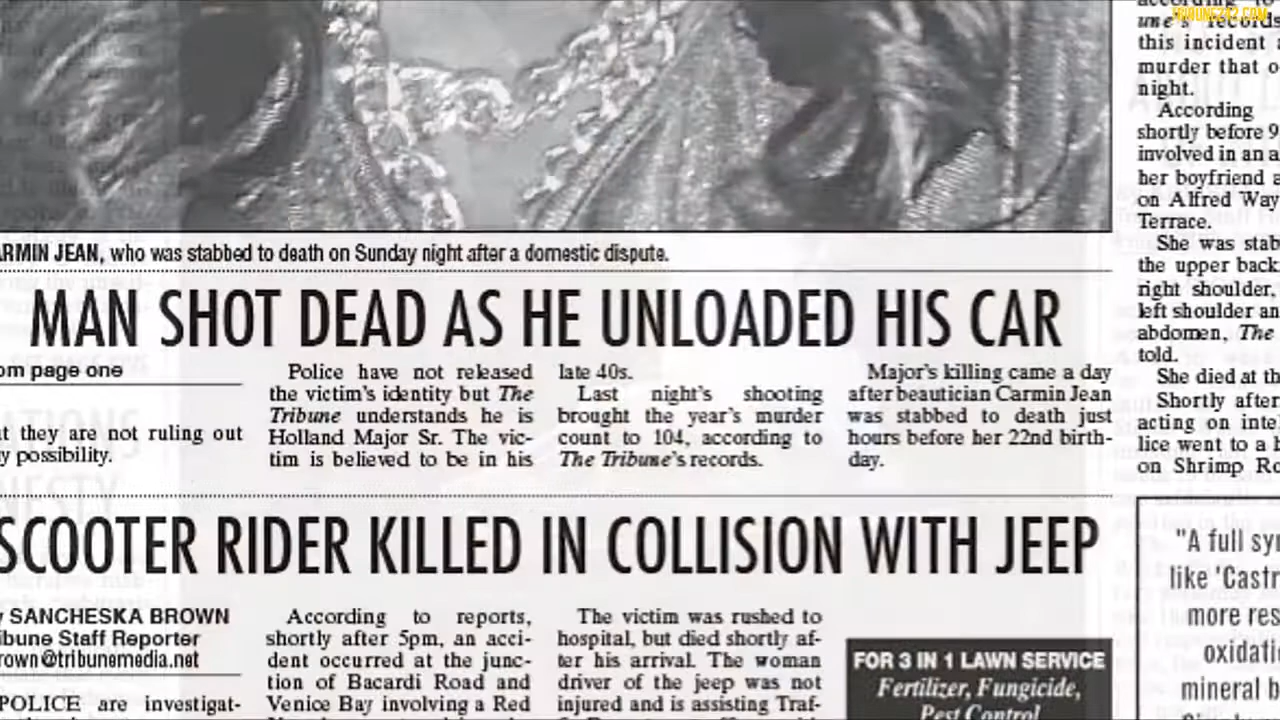 TRIBUNE242.COM
ARMIN JEAN, who was stabbed to death on Sunday night after a domestic dispute.
MAN SHOT DEAD AS HE UNLOADED HIS CAR
om page one
t they are not ruling out
y possibility.
Police have not released
the victim's identity but The
Tribune understands he is
Holland Major Sr. The vic-
tim is believed to be in his
late 40s.
Last night's shooting
brought the year's murder
count to 104, according to
The Tribune's records.
Major's killing came a day
after beautician Carmin Jean
was stabbed to death just
hours before her 22nd birth-
day.
SCOOTER RIDER KILLED IN COLLISION WITH JEEP
y SANCHESKA BROWN
ibune Staff Reporter
rown@tribunemedia.net
POLICE are investigat-
According to reports,
shortly after 5pm, an acci-
dent occurred at the junc-
tion of Bacardi Road and
Venice Bay involving a Red
The victim was rushed to
hospital, but died shortly af-
ter his arrival. The woman
driver of the jeep was not
injured and is assisting Traf-
FOR 3 IN 1 LAWN SERVICE
Fertilizer, Fungicide,
Pest Control
according to
une's records
this incident
murder that o
night.
According
shortly before 9
involved in an a
her boyfriend a
on Alfred Way
Terrace.
She was stab
the upper back
right shoulder,
left shoulder an
abdomen, The
told.
She died at th
Shortly after
acting on inte
lice went to a b
on Shrimp Ro
"A full syn
like 'Castr
more res
oxidati
mineral b